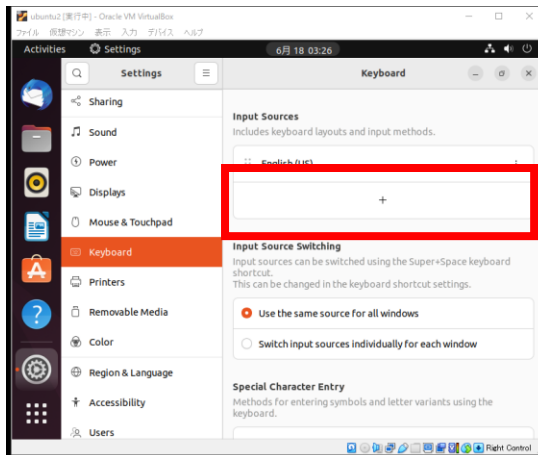 ubuntu2 [実行中] - Oracle VM VirtualBox
ファイル 仮想マシン 表示 入力 デバイス ヘルプ
Activities Settings 6月 18 03:26
Settings Keyboard
Sharing
Sound
Power
Displays
Mouse & Touchpad
Keyboard
Printers
Removable Media
Color
Region & Language
Accessibility
Users
Input Sources
Includes keyboard layouts and input methods.
English (US)
+
Input Source Switching
Input sources can be switched using the Super+Space keyboard
shortcut.
This can be changed in the keyboard shortcut settings.
Use the same source for all windows
Switch input sources individually for each window
Special Character Entry
Methods for entering symbols and letter variants using the
keyboard.
Right Control